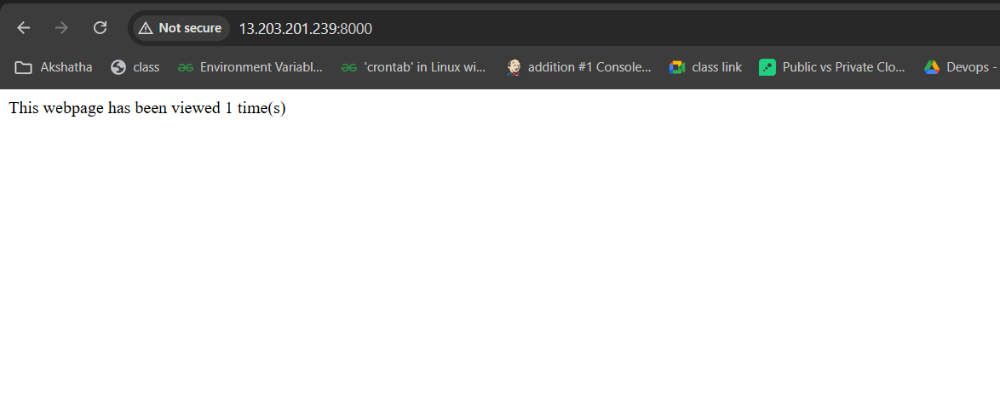 Not secure 13.203.201.239:8000
Akshatha class Environment Variabl... 'crontab' in Linux wi... addition #1 Console... class link Public vs Private Clo... Devops -
This webpage has been viewed 1 time(s)